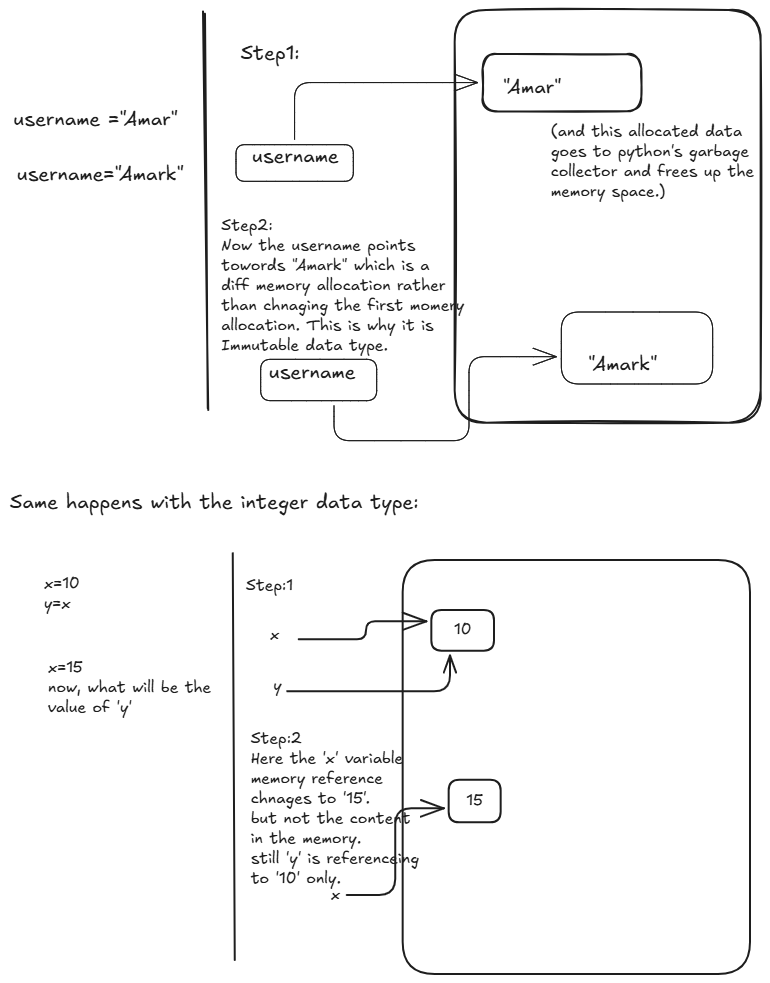 username ="Amar"
username="Amark"
Step1:
username
"Amar"
(and this allocated data
goes to python's garbage
collector and frees up the
memory space.)
Step2:
Now the username points
towords "Amark" which is a
diff memory allocation rather
than chnaging the first momery
allocation. This is why it is
Immutable data type.
username
"Amark"
Same happens with the integer data type:
x=10
y=x
x=15
now, what will be the
value of 'y'
Step:1
x
10
y
Step:2
Here the 'x' variable
memory reference
chnages to '15'.
but not the content
in the memory.
still 'y' is referenceing
to '10' only.
x
15